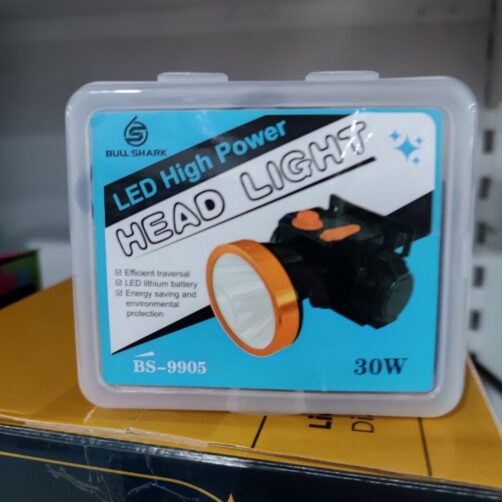 BULL SHARK
LED High Power
HEAD LIGHT
Efficient traversal
LED lithium battery
Energy saving and
environmental
protection
BS-9905
30W